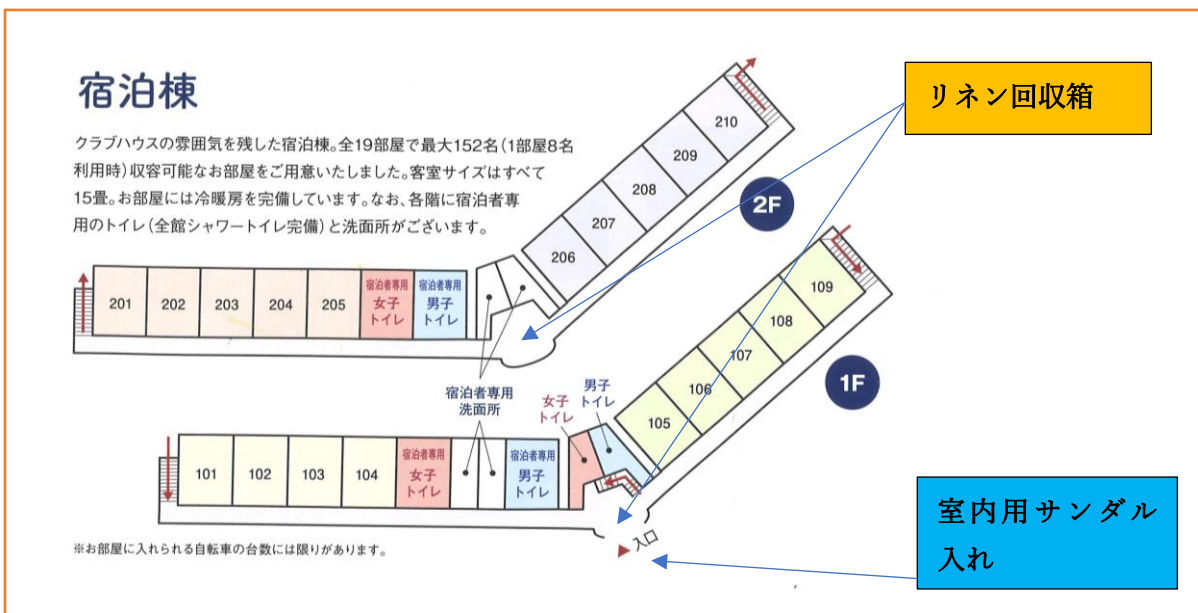 宿泊棟
クラブハウスの雰囲気を残した宿泊棟。全19部屋で最大152名(1部屋8名
利用時)収容可能なお部屋をご用意いたしました。客室サイズはすべて
15畳。お部屋には冷暖房を完備しています。なお、各階に宿泊者専
用のトイレ(全館シャワートイレ完備)と洗面所がございます。
リネン回収箱
2F
210
209
208
207
206
201
202
203
204
205
宿泊者専用
女子
トイレ
宿泊者専用
男子
トイレ
宿泊者専用
洗面所
1F
109
108
107
106
105
女子
トイレ
男子
トイレ
101
102
103
104
宿泊者専用
女子
トイレ
宿泊者専用
男子
トイレ
入口
室内用サンダル
入れ
※お部屋に入れられる自転車の台数には限りがあります。